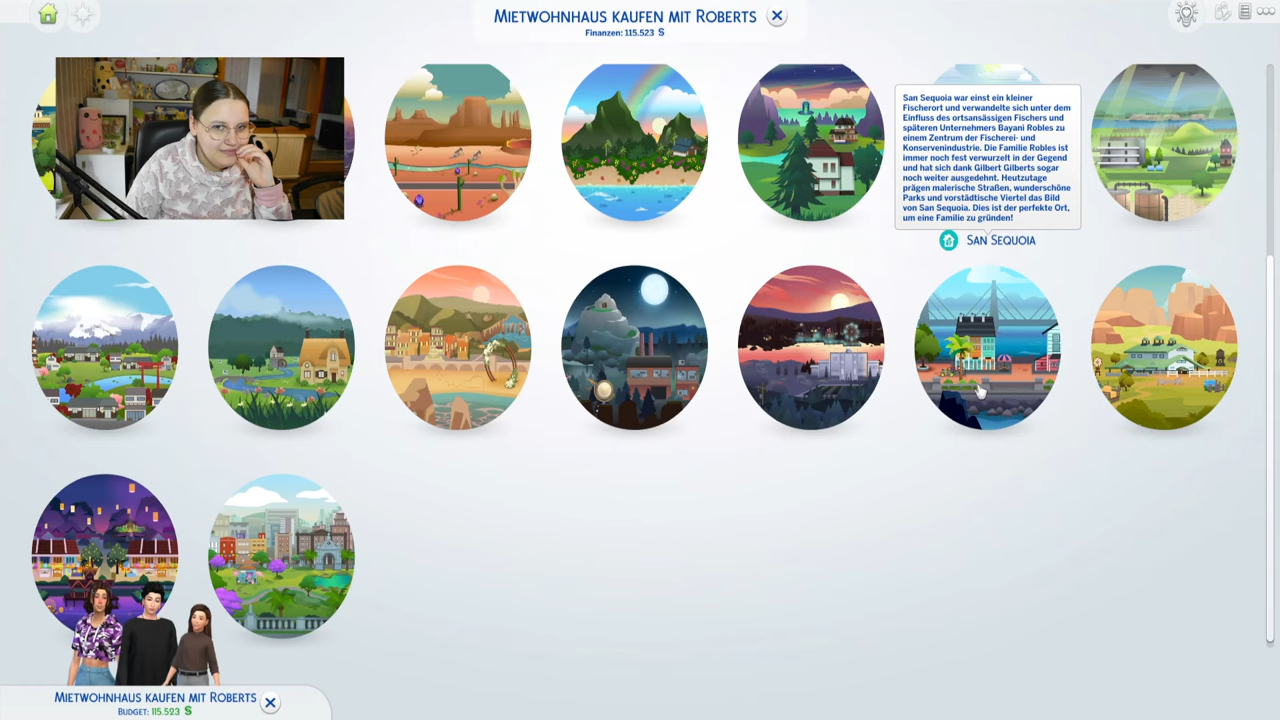 Mietwohnhaus kaufen mit Roberts
Finanzen: 115.523 §
San Sequoia war einst ein kleiner
Fischerort und verwandelte sich unter dem
Einfluss des ortsansässigen Fischers und
späteren Unternehmers Bayani Robles zu
einem Zentrum der Fischerei- und
Konservenindustrie. Die Familie Robles ist
immer noch fest verwurzelt in der Gegend
und hat sich dank Gilbert Gilberts sogar
noch weiter ausgedehnt. Heutzutage
prägen malerische Straßen, wunderschöne
Parks und vorstädtische Viertel das Bild
von San Sequoia. Dies ist der perfekte Ort,
um eine Familie zu gründen!
San Sequoia
Mietwohnhaus kaufen mit Roberts
Budget: 115.523 §